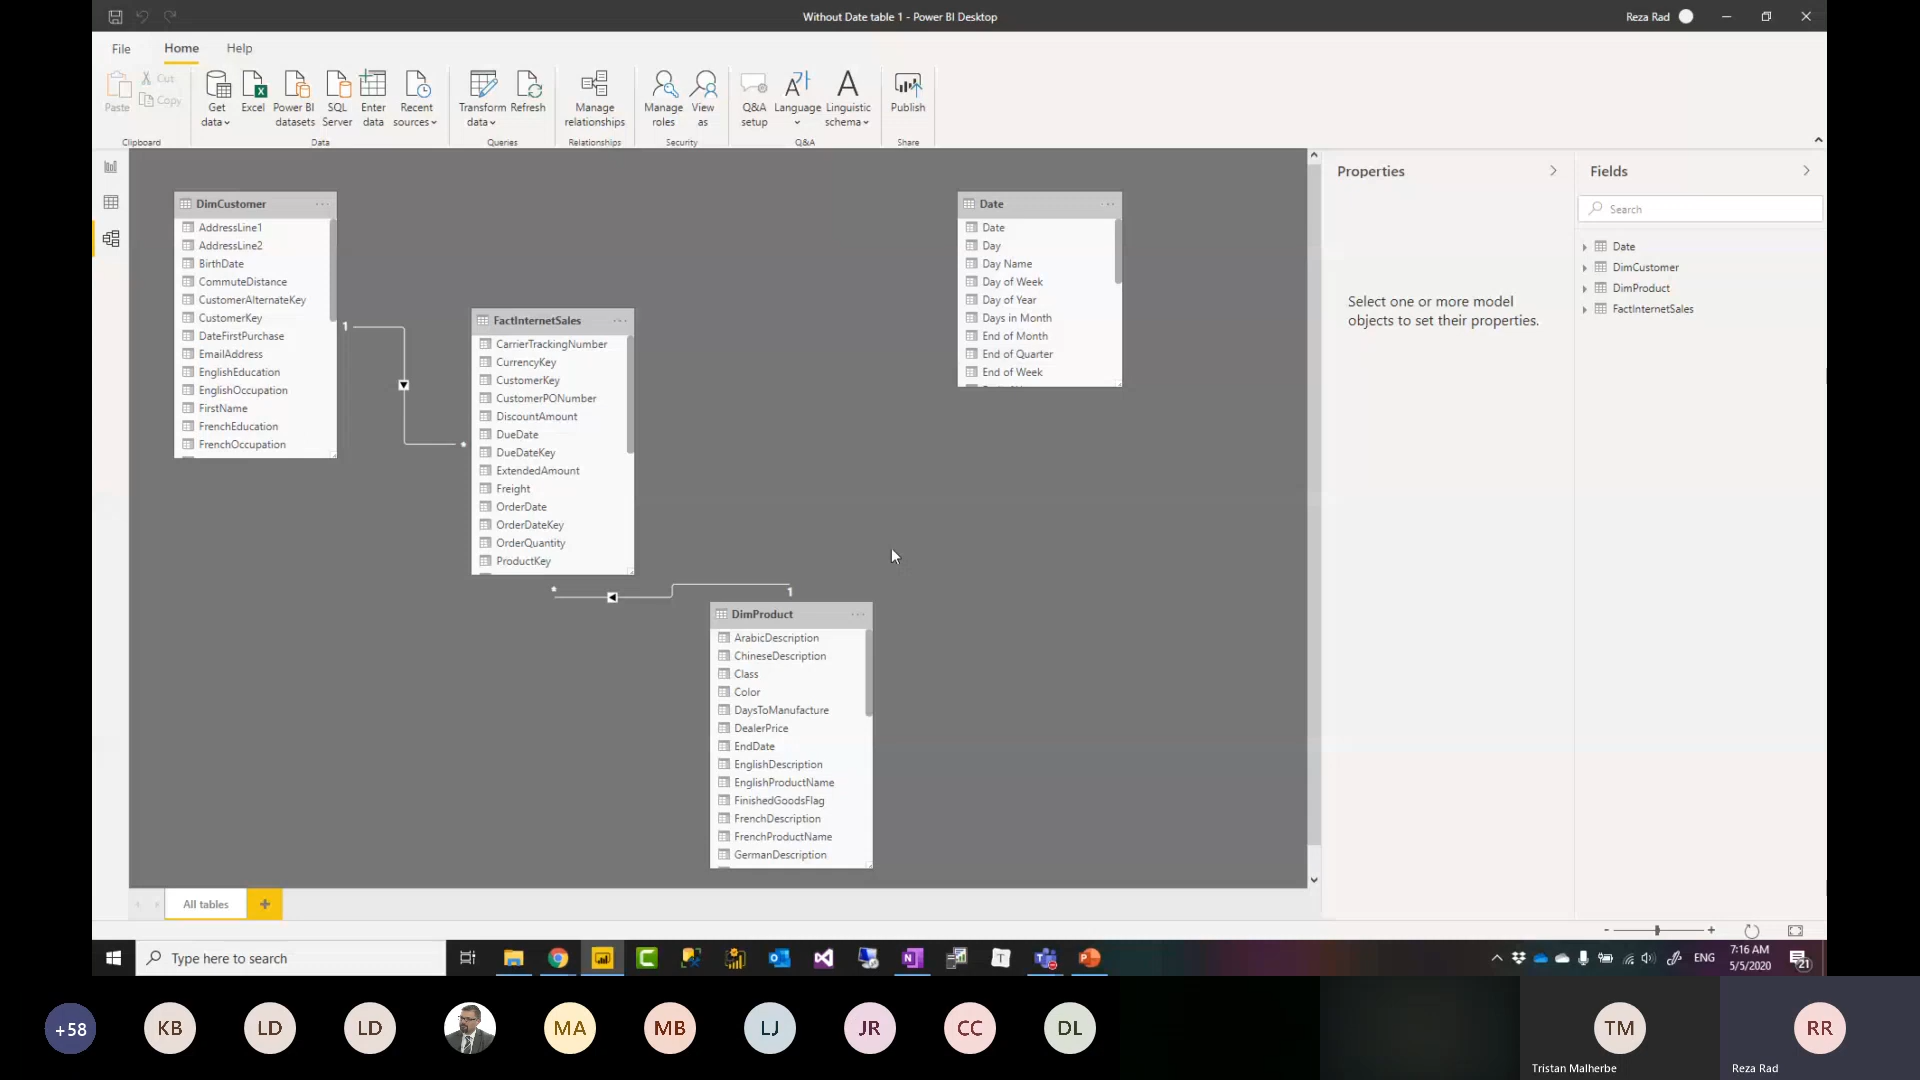 Without Date table 1 - Power BI Desktop
Reza Rad
File
Home
Help
Paste
Cut
Copy
Clipboard
Get data
Excel
Power BI datasets
SQL Server
Enter data
Recent sources
Data
Transform data
Refresh
Queries
Manage relationships
Relationships
Manage roles
View as
Security
Q&A setup
Language
Linguistic schema
Q&A
Publish
Share
DimCustomer
AddressLine1
AddressLine2
BirthDate
CommuteDistance
CustomerAlternateKey
CustomerKey
DateFirstPurchase
EmailAddress
EnglishEducation
EnglishOccupation
FirstName
FrenchEducation
FrenchOccupation
1
*
FactInternetSales
CarrierTrackingNumber
CurrencyKey
CustomerKey
CustomerPONumber
DiscountAmount
DueDate
DueDateKey
ExtendedAmount
Freight
OrderDate
OrderDateKey
OrderQuantity
ProductKey
*
1
DimProduct
ArabicDescription
ChineseDescription
Class
Color
DaysToManufacture
DealerPrice
EndDate
EnglishDescription
EnglishProductName
FinishedGoodsFlag
FrenchDescription
FrenchProductName
GermanDescription
Date
Date
Day
Day Name
Day of Week
Day of Year
Days in Month
End of Month
End of Quarter
End of Week
Properties
Select one or more model
objects to set their properties.
Fields
Search
Date
DimCustomer
DimProduct
FactInternetSales
All tables
+
- +
Type here to search
ENG
7:16 AM
5/5/2020
21
+58
KB
LD
LD
MA
MB
LJ
JR
CC
DL
TM
Tristan Malherbe
RR
Reza Rad